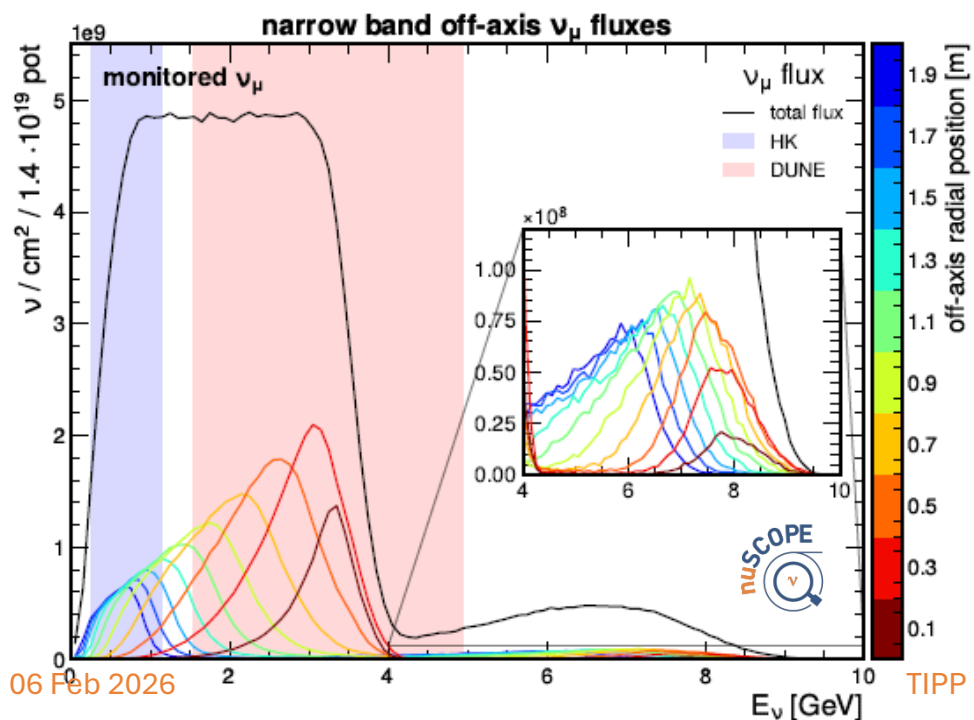 narrow band off-axis νμ fluxes
1e9
monitored νμ
νμ flux
total flux
HK
DUNE
ν / cm² / 1.4 · 10¹⁹ pot
5
4
3
2
1
0
×10⁸
1.00
0.75
0.50
0.25
0.00
4 6 8 10
nuSCOPE
ν
0 2 4 6 8 10
Eν [GeV]
1.9
1.7
1.5
1.3
1.1
0.9
0.7
0.5
0.3
0.1
off-axis radial position [m]
06 Feb 2026
TIPP